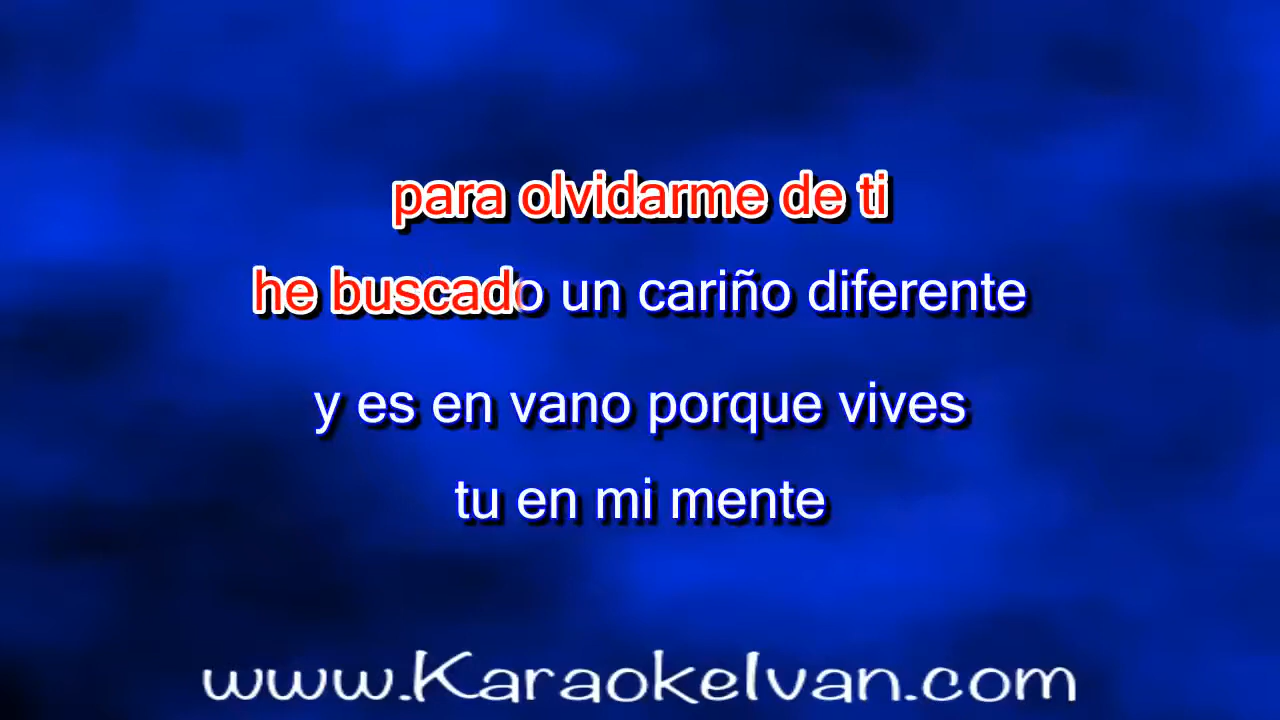 para olvidarme de ti
he buscado un cariño diferente
y es en vano porque vives
tu en mi mente
www.KaraokeIvan.com